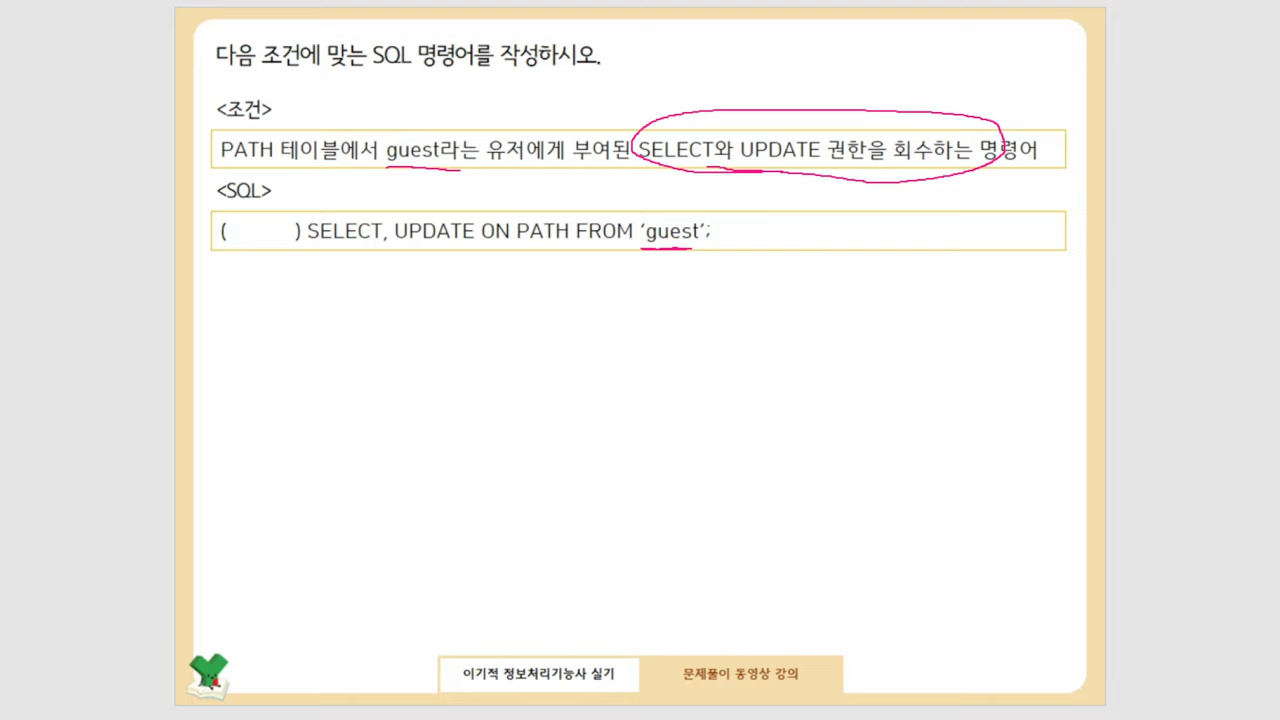 다음 조건에 맞는 SQL 명령어를 작성하시오.
<조건>
PATH 테이블에서 guest라는 유저에게 부여된 SELECT와 UPDATE 권한을 회수하는 명령어
<SQL>
( ) SELECT, UPDATE ON PATH FROM ‘guest’;
이기적 정보처리기능사 실기 문제풀이 동영상 강의